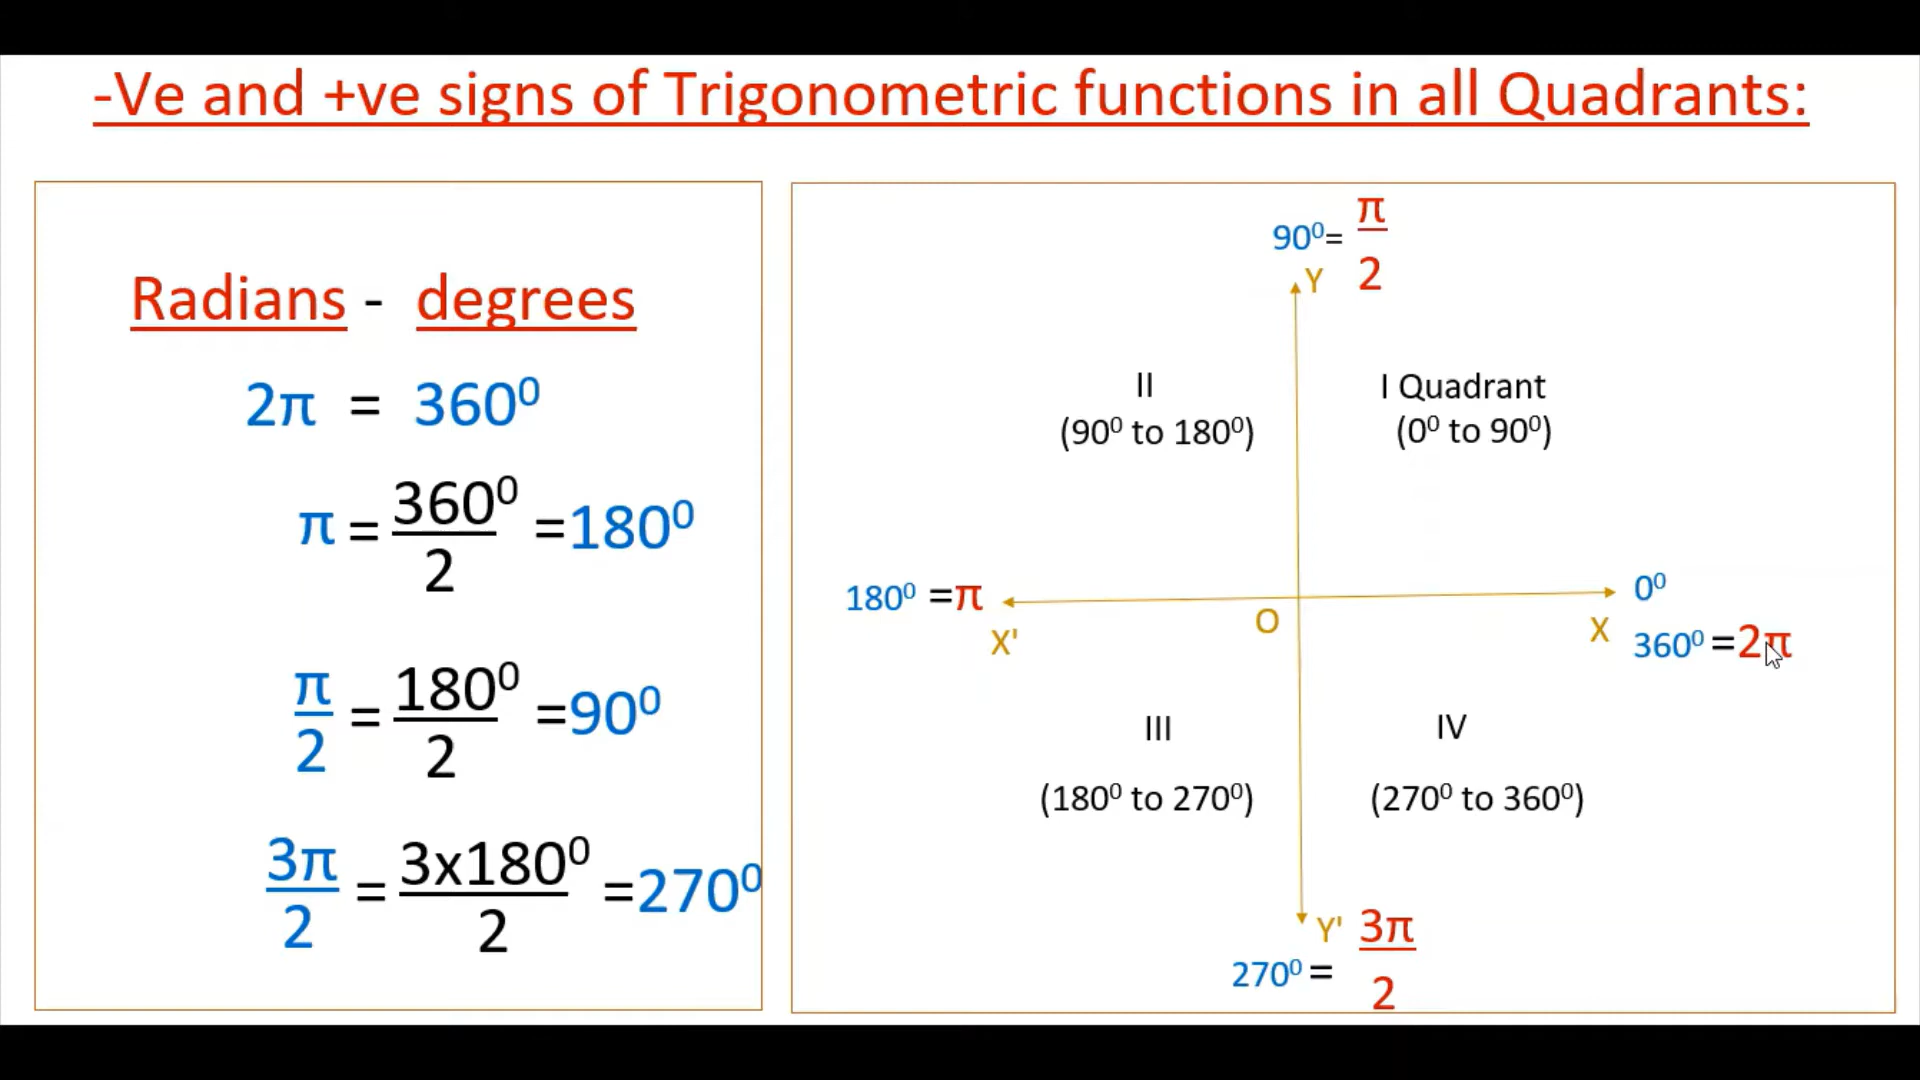 -Ve and +ve signs of Trigonometric functions in all Quadrants:
Radians - degrees
2π = 360⁰
π = 360⁰/2 =180⁰
π/2 = 180⁰/2 =90⁰
3π/2 = 3x180⁰/2 =270⁰
90⁰= π/2
Y
II
(90⁰ to 180⁰)
I Quadrant
(0⁰ to 90⁰)
180⁰ =π
X'
O
X
0⁰
360⁰ =2π
III
(180⁰ to 270⁰)
IV
(270⁰ to 360⁰)
Y'
270⁰ = 3π/2